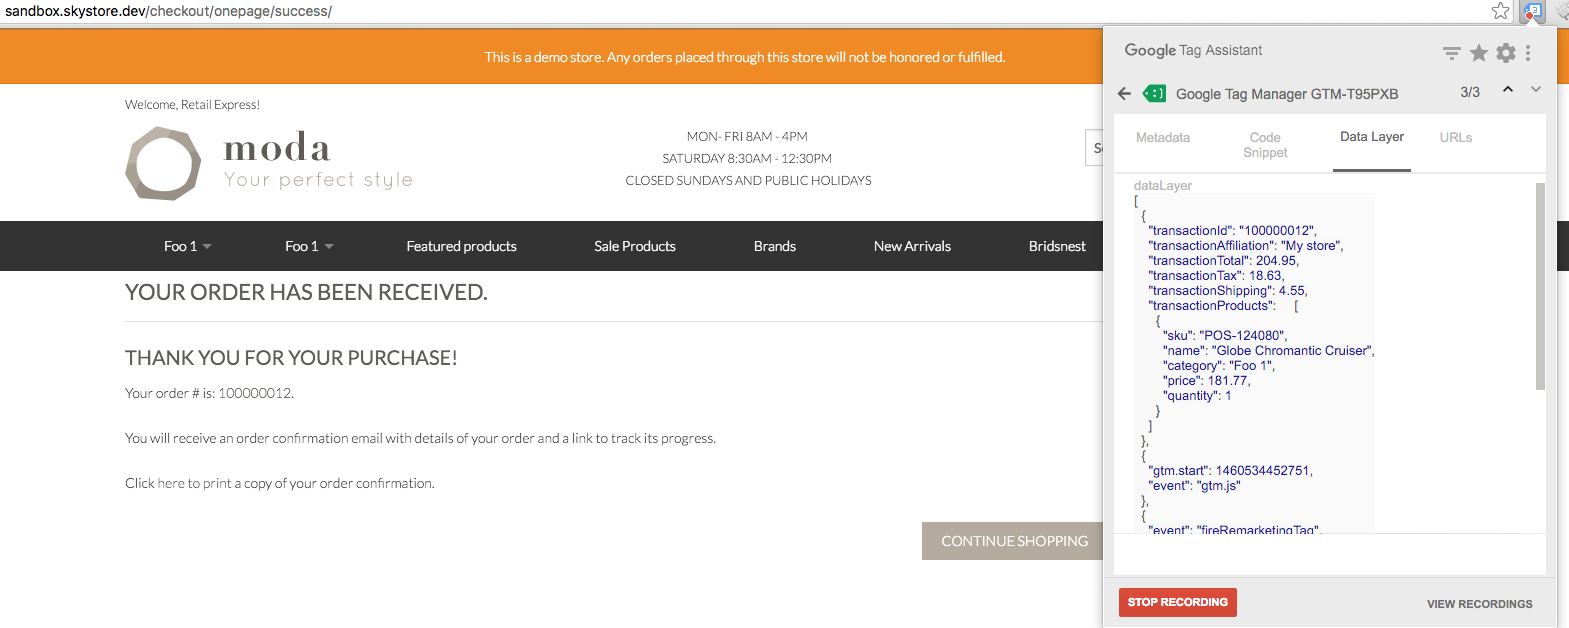 sandbox.skystore.dev/checkout/onepage/success/
This is a demo store. Any orders placed through this store will not be honored or fulfilled.
Welcome, Retail Express!
moda
Your perfect style
MON- FRI 8AM - 4PM
SATURDAY 8:30AM - 12:30PM
CLOSED SUNDAYS AND PUBLIC HOLIDAYS
Foo 1 Foo 1 Featured products Sale Products Brands New Arrivals Bridsnest
YOUR ORDER HAS BEEN RECEIVED.
THANK YOU FOR YOUR PURCHASE!
Your order # is: 100000012.
You will receive an order confirmation email with details of your order and a link to track its progress.
Click here to print a copy of your order confirmation.
CONTINUE SHOPPING
Google Tag Assistant
Google Tag Manager GTM-T95PXB 3/3
Metadata Code Snippet Data Layer URLs
dataLayer
[
{
"transactionId": "100000012",
"transactionAffiliation": "My store",
"transactionTotal": 204.95,
"transactionTax": 18.63,
"transactionShipping": 4.55,
"transactionProducts": [
{
"sku": "POS-124080",
"name": "Globe Chromantic Cruiser",
"category": "Foo 1",
"price": 181.77,
"quantity": 1
}
]
},
{
"gtm.start": 1460534452751,
"event": "gtm.js"
},
{
"event": "fireRemarketingTag",
STOP RECORDING
VIEW RECORDINGS